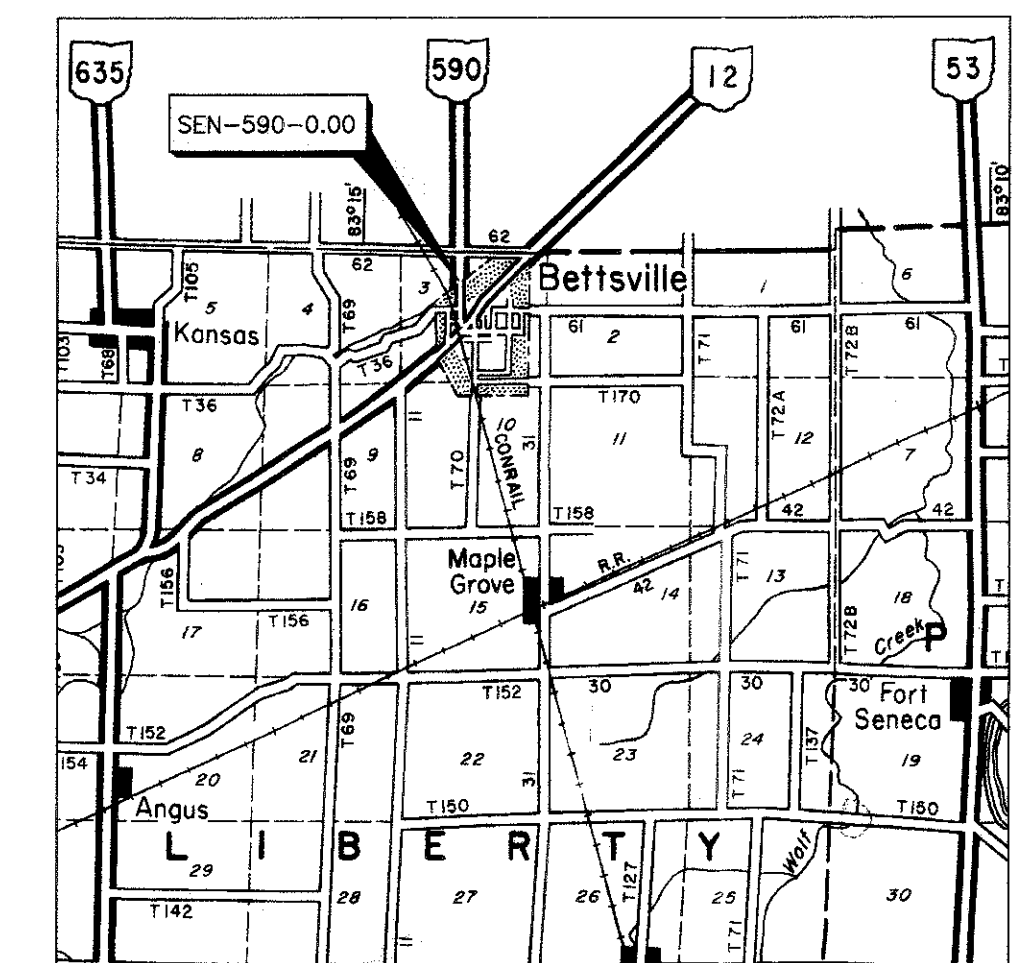 635
590
12
53
SEN-590-0.00
83°15'
83°10'
62
62
T105
5
4
T69
3
Bettsville
1
6
Kansas
T103
T68
T36
61
2
T71
61
T72B
61
T36
T170
T72A
8
9
10
31
11
12
7
T34
T69
T70
CONRAIL
T158
T158
42
42
Maple
Grove
R.R.
42
T156
T156
17
16
15
14
T71
13
T72B
18
Creek
P
T152
30
30
30
Fort
Seneca
T152
154
T69
21
22
31
23
24
T71
T137
19
20
Angus
T150
T150
L I B E R T Y
Wolf
29
28
27
26
T127
25
T71
30
T142